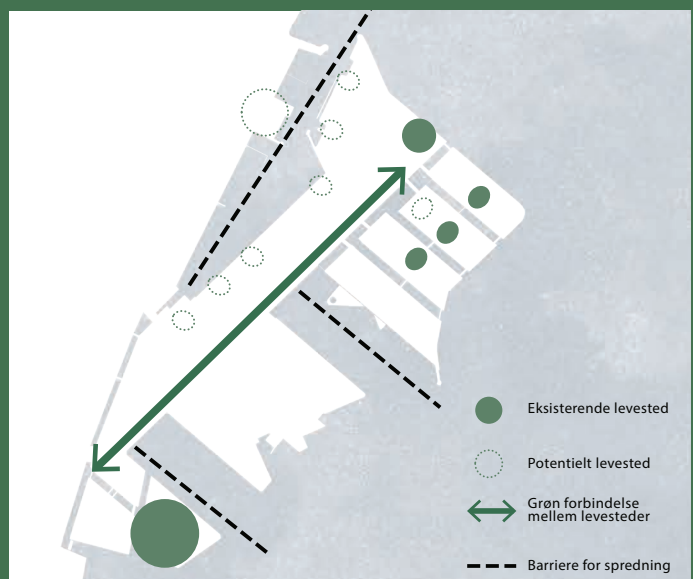 Eksisterende levested
Potentielt levested
Grøn forbindelse
mellem levesteder
Barriere for spredning